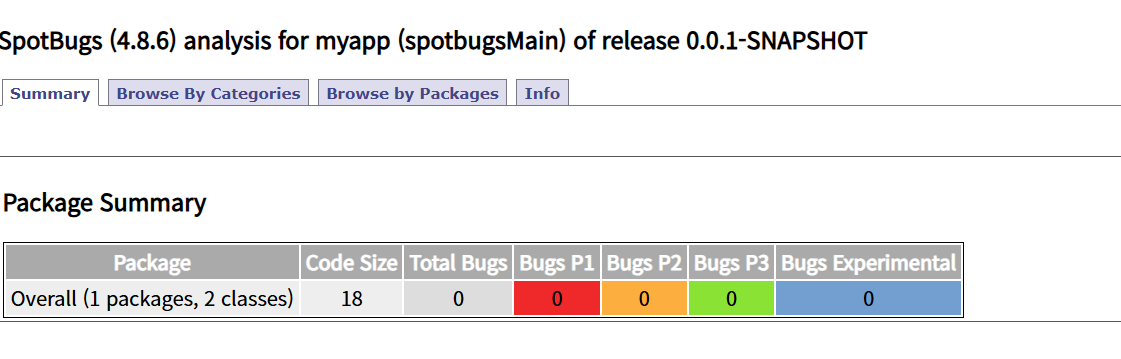 SpotBugs (4.8.6) analysis for myapp (spotbugsMain) of release 0.0.1-SNAPSHOT
Summary Browse By Categories Browse by Packages Info
Package Summary
Package Code Size Total Bugs Bugs P1 Bugs P2 Bugs P3 Bugs Experimental
Overall (1 packages, 2 classes) 18 0 0 0 0 0